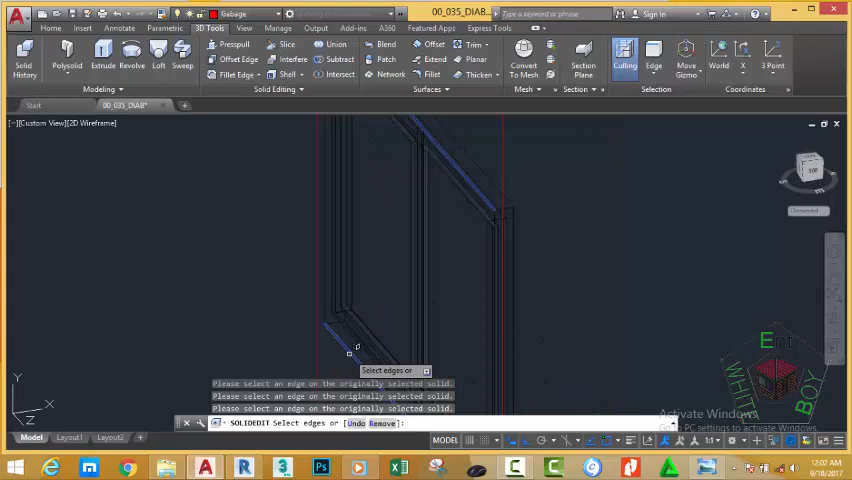 Gabage
00_035_DIAB...
Type a keyword or phrase
Sign In
Home Insert Annotate Parametric 3D Tools View Manage Output Add-ins A360 Featured Apps
Solid History
Polysolid
Extrude
Revolve
Loft
Sweep
Presspull
Offset Edge
Fillet Edge
Slice
Interfere
Shell
Union
Subtract
Intersect
Blend
Patch
Network
Offset
Extend
Fillet
Trim
Planar
Thicken
Convert To Mesh
Section Plane
Culling
Edge
Move Gizmo
World
X
3 Point
Modeling Solid Editing Surfaces Mesh Section Selection Coordinates
Start 00_035_DIAB*
[−][Custom View][2D Wireframe]
TOP
Unnamed
Select edges or
Please select an edge on the originally selected solid.
Please select an edge on the originally selected solid.
Please select an edge on the originally selected solid.
SOLIDEDIT Select edges or [Undo Remove]:
Y
X
Z
Ent
WHITE
BOY
Activate Windows
Go to PC settings to activate Windows.
Model Layout1 Layout2
MODEL
1:1
12:02 AM
9/18/2017